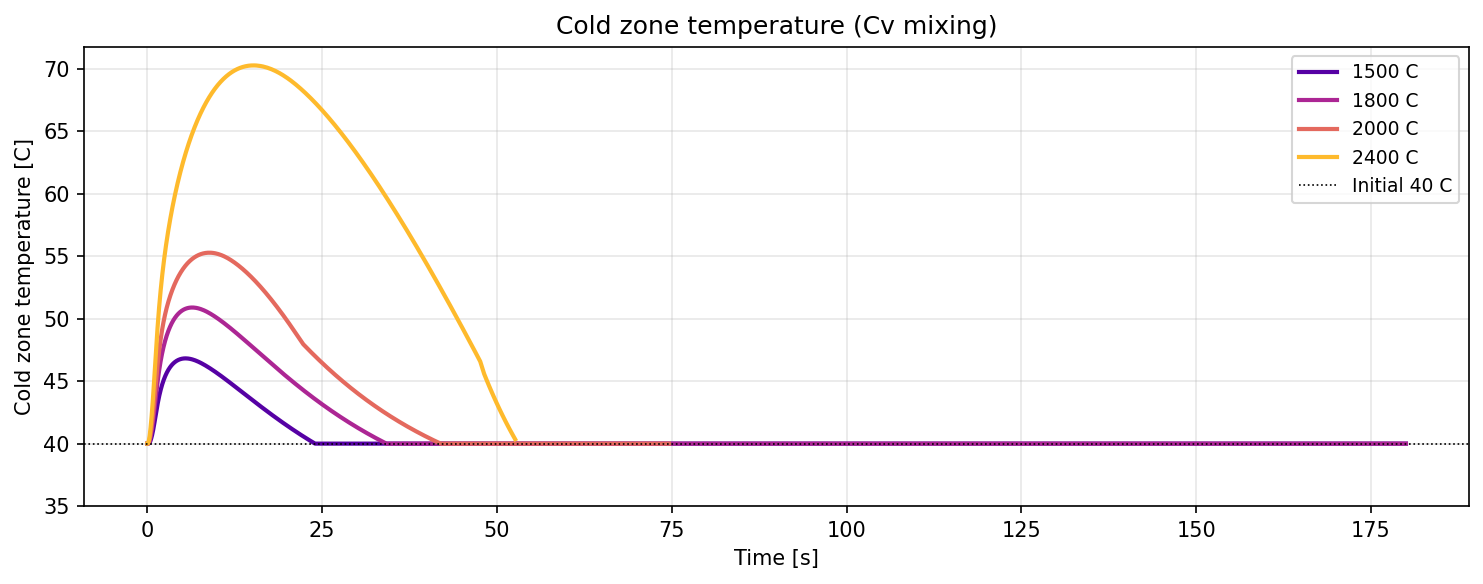 Cold zone temperature (Cv mixing)
Cold zone temperature [C]
70
65
60
55
50
45
40
35
1500 C
1800 C
2000 C
2400 C
Initial 40 C
0
25
50
75
100
125
150
175
Time [s]